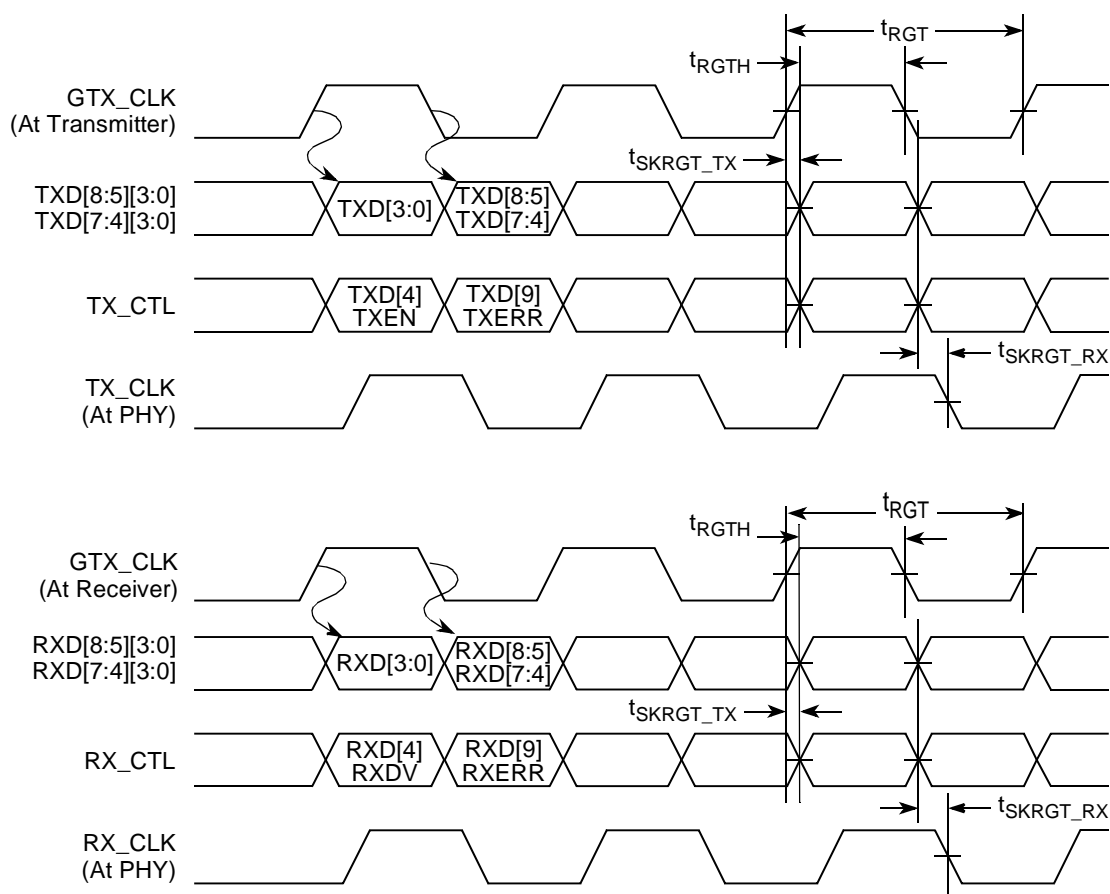 tRGT
tRGTH
GTX_CLK
(At Transmitter)
tSKRGT_TX
TXD[8:5][3:0]
TXD[7:4][3:0]
TXD[3:0]
TXD[8:5]
TXD[7:4]
TX_CTL
TXD[4]
TXEN
TXD[9]
TXERR
tSKRGT_RX
TX_CLK
(At PHY)
tRGT
tRGTH
GTX_CLK
(At Receiver)
RXD[8:5][3:0]
RXD[7:4][3:0]
RXD[3:0]
RXD[8:5]
RXD[7:4]
tSKRGT_TX
RX_CTL
RXD[4]
RXDV
RXD[9]
RXERR
tSKRGT_RX
RX_CLK
(At PHY)